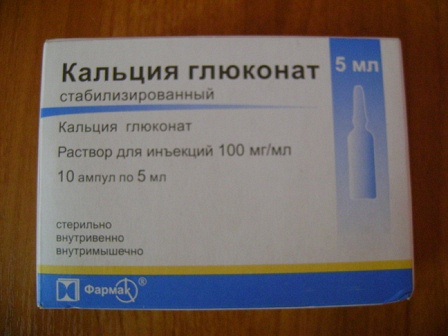 Кальция глюконат
5 мл
стабилизированный
Кальция глюконат
Раствор для инъекций 100 мг/мл
10 ампул по 5 мл
стерильно
внутривенно
внутримышечно
Фармак®